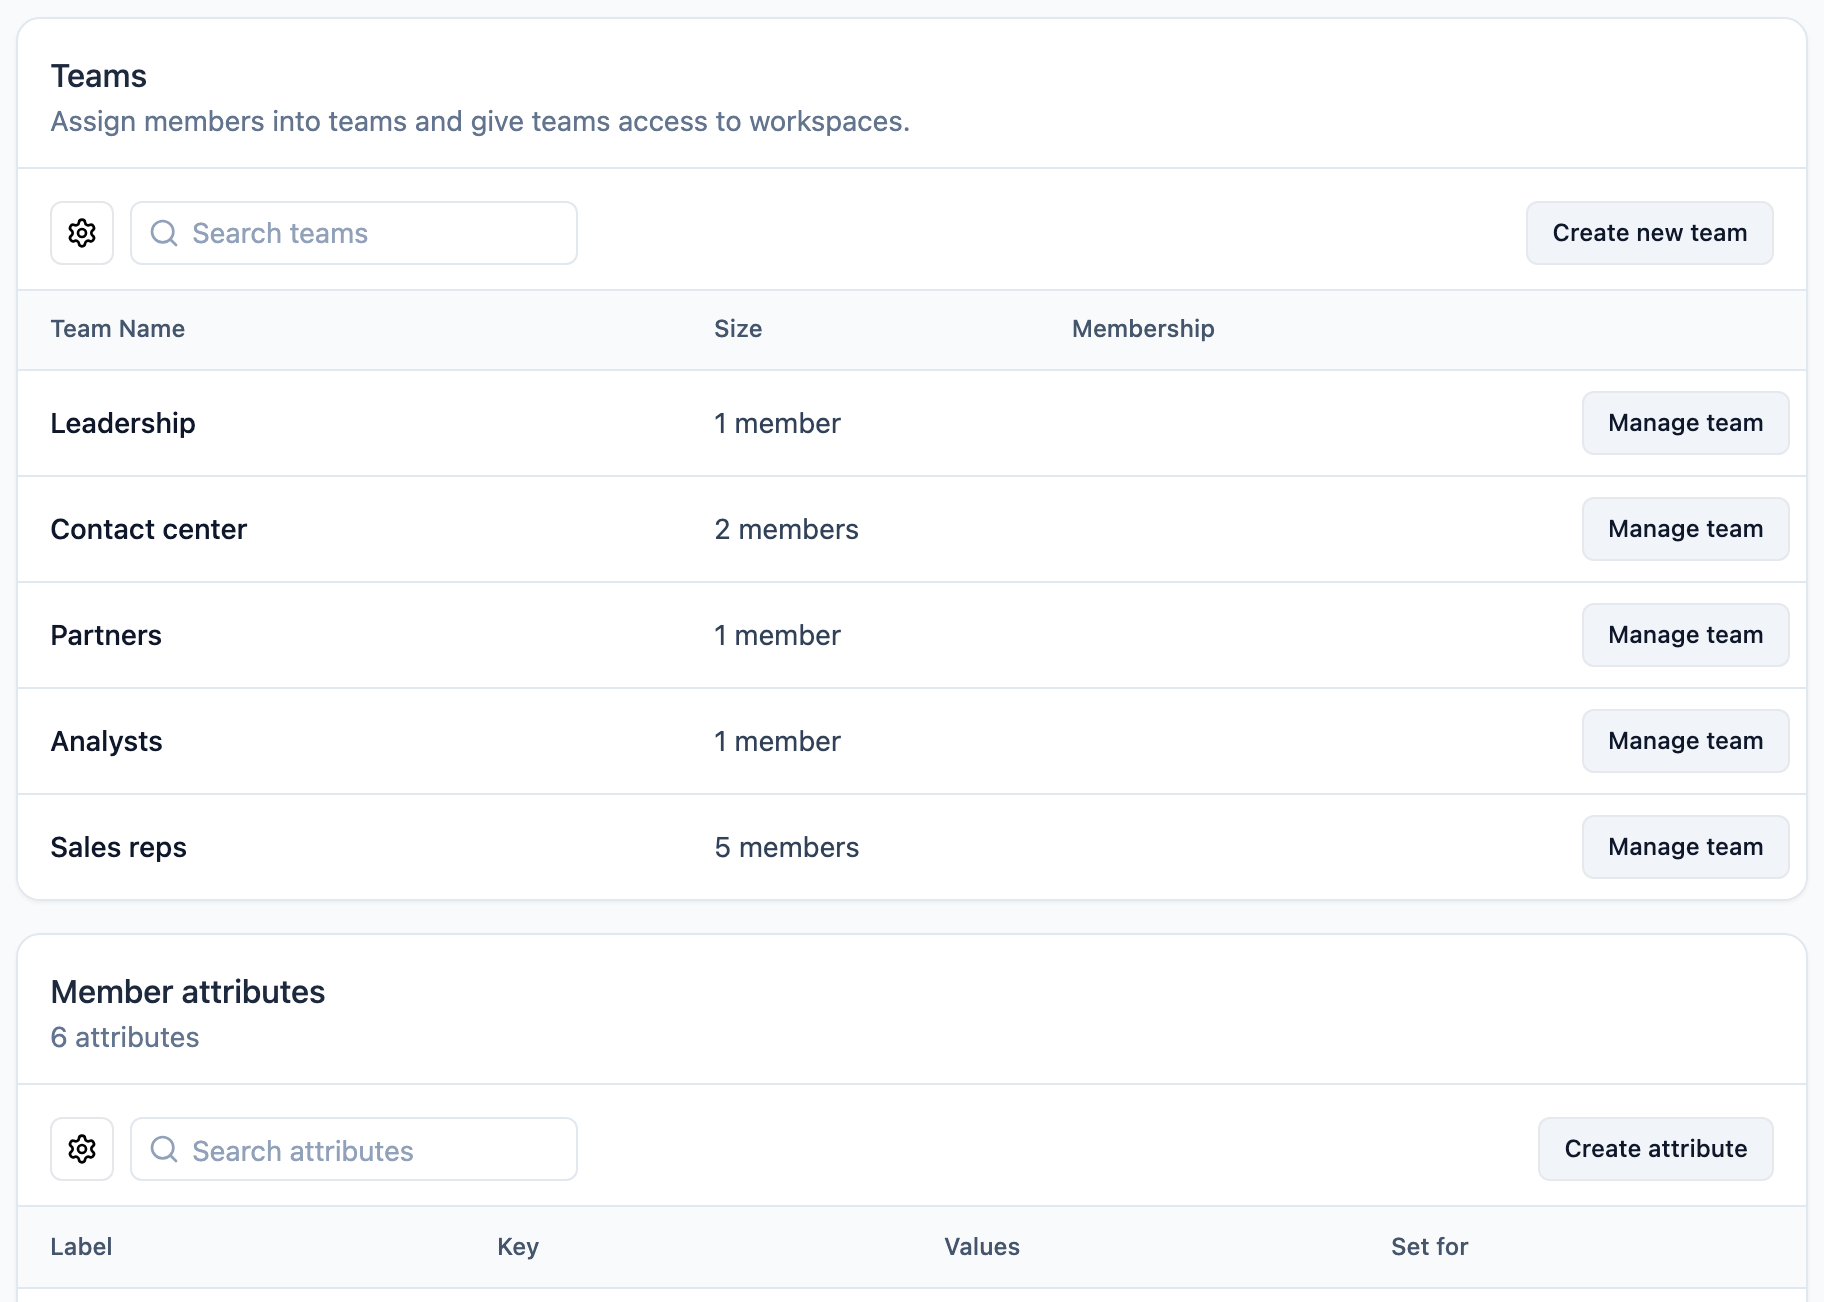 Teams
Assign members into teams and give teams access to workspaces.
Search teams
Create new team
Team Name Size Membership
Leadership 1 member Manage team
Contact center 2 members Manage team
Partners 1 member Manage team
Analysts 1 member Manage team
Sales reps 5 members Manage team
Member attributes
6 attributes
Search attributes
Create attribute
Label Key Values Set for